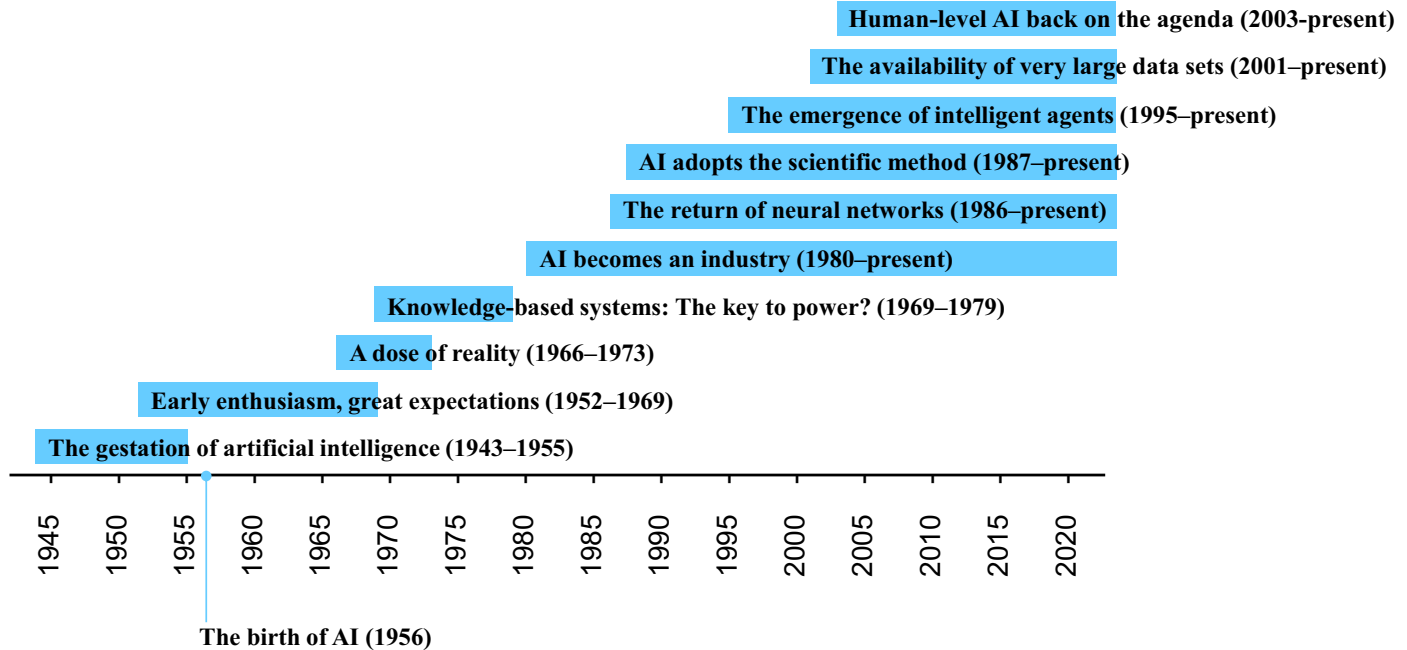 Human-level AI back on the agenda (2003-present)
The availability of very large data sets (2001–present)
The emergence of intelligent agents (1995–present)
AI adopts the scientific method (1987–present)
The return of neural networks (1986–present)
AI becomes an industry (1980–present)
Knowledge-based systems: The key to power? (1969–1979)
A dose of reality (1966–1973)
Early enthusiasm, great expectations (1952–1969)
The gestation of artificial intelligence (1943–1955)
1945 1950 1955 1960 1965 1970 1975 1980 1985 1990 1995 2000 2005 2010 2015 2020
The birth of AI (1956)